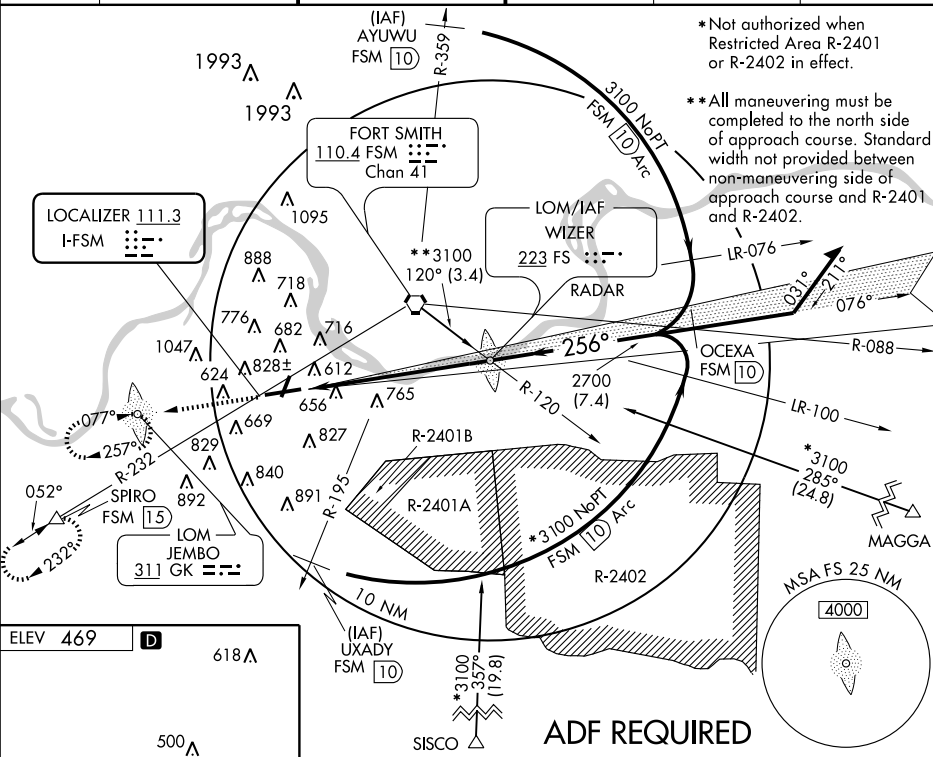 (IAF)
AYUWU
FSM 10
R-359
*Not authorized when
Restricted Area R-2401
or R-2402 in effect.
**All maneuvering must be
completed to the north side
of approach course. Standard
width not provided between
non-maneuvering side of
approach course and R-2401
and R-2402.
1993
1993
3100 NoPT
FSM 10 Arc
FORT SMITH
110.4 FSM
Chan 41
LOCALIZER 111.3
I-FSM
1095
LOM/IAF
WIZER
223 FS
RADAR
**3100
120° (3.4)
LR-076
888
718
776
682
716
1047
828±
612
624
656
765
669
827
829
840
892
891
256°
2700
(7.4)
OCEXA
FSM 10
031°
211°
076°
R-088
R-120
LR-100
*3100
285°
(24.8)
MAGGA
077°
257°
R-232
052°
232°
SPIRO
FSM 15
LOM
JEMBO
311 GK
R-195
R-2401B
R-2401A
R-2402
*3100 NoPT
FSM 10 Arc
10 NM
(IAF)
UXADY
FSM 10
*3100
357°
(19.8)
SISCO
MSA FS 25 NM
4000
ELEV 469
D
618
500
ADF REQUIRED